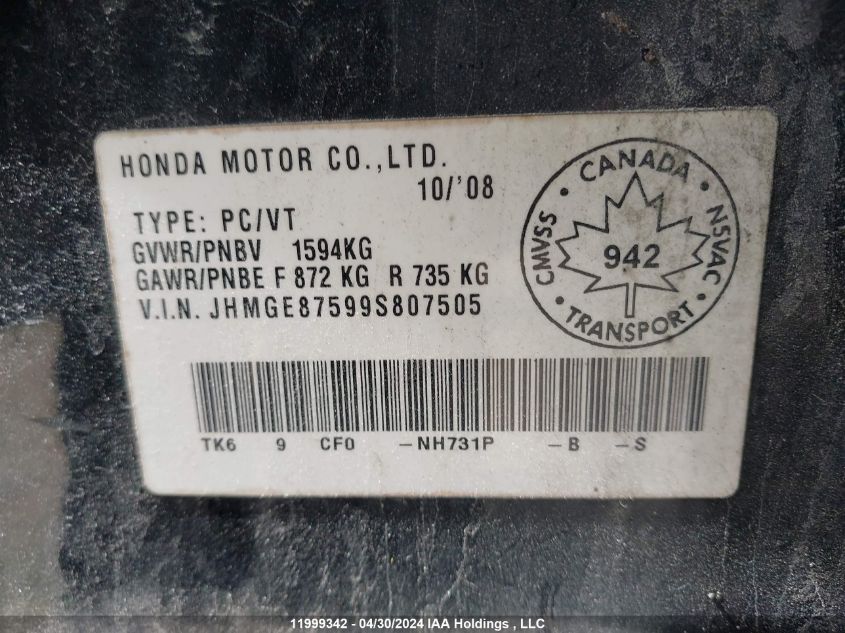 HONDA MOTOR CO.,LTD.
10/'08
TYPE: PC/VT
GVWR/PNBV 1594KG
GAWR/PNBE F 872 KG R 735 KG
V.I.N. JHMGE87599S807505
• CANADA •
CMVSS
942
NSVAC
• TRANSPORT •
TK6 9 CF0 -NH731P -B -S
11999342 - 04/30/2024 IAA Holdings , LLC